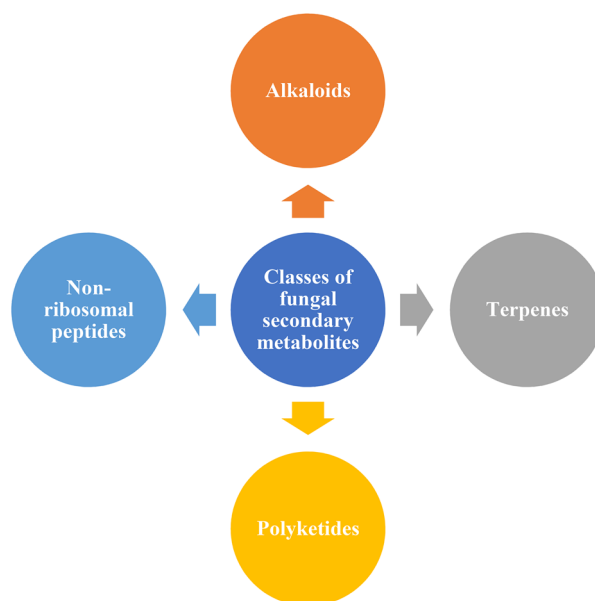 Alkaloids
Non-
ribosomal
peptides
Classes of
fungal
secondary
metabolites
Terpenes
Polyketides